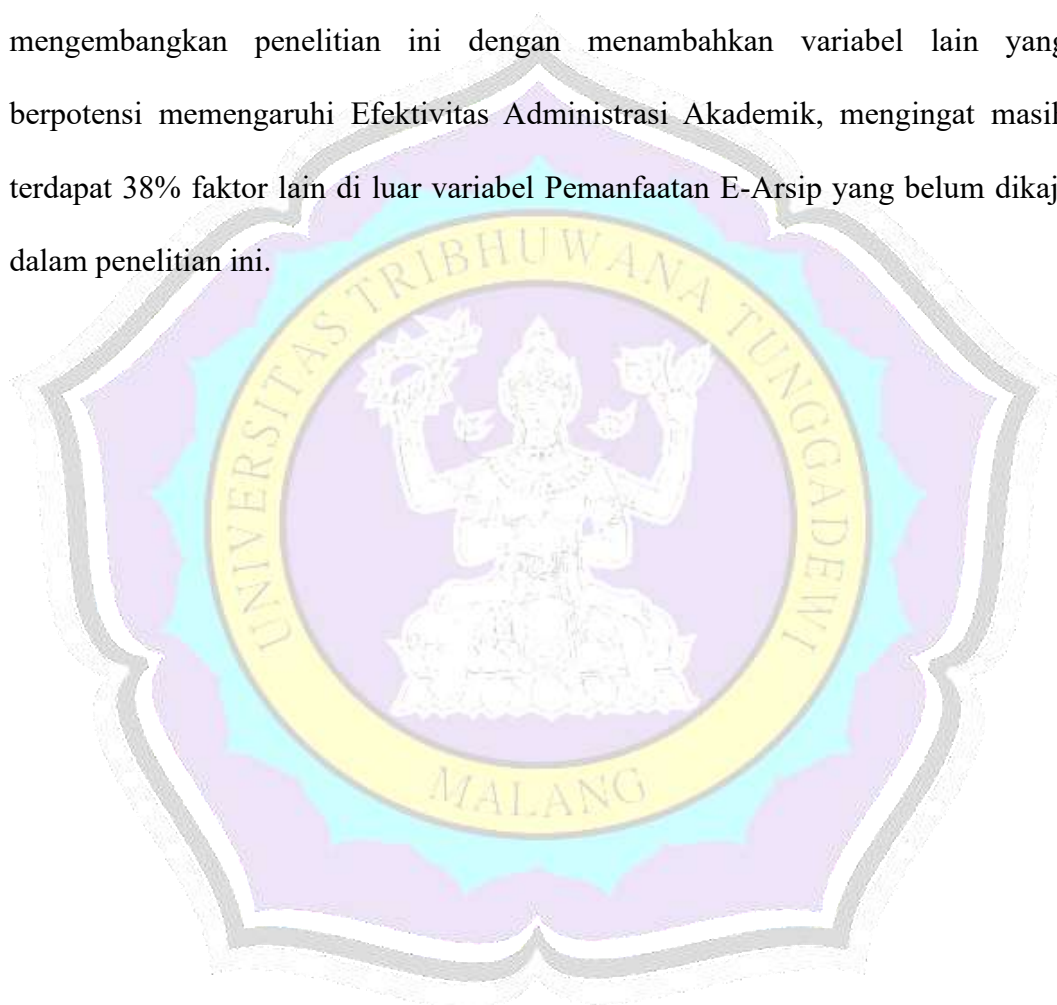 mengembangkan penelitian ini dengan menambahkan variabel lain yang
berpotensi memengaruhi Efektivitas Administrasi Akademik, mengingat masih
terdapat 38% faktor lain di luar variabel Pemanfaatan E-Arsip yang belum dikaji
dalam penelitian ini.
UNIVERSITAS TRIBHUWANA TUNGGADEWI
MALANG